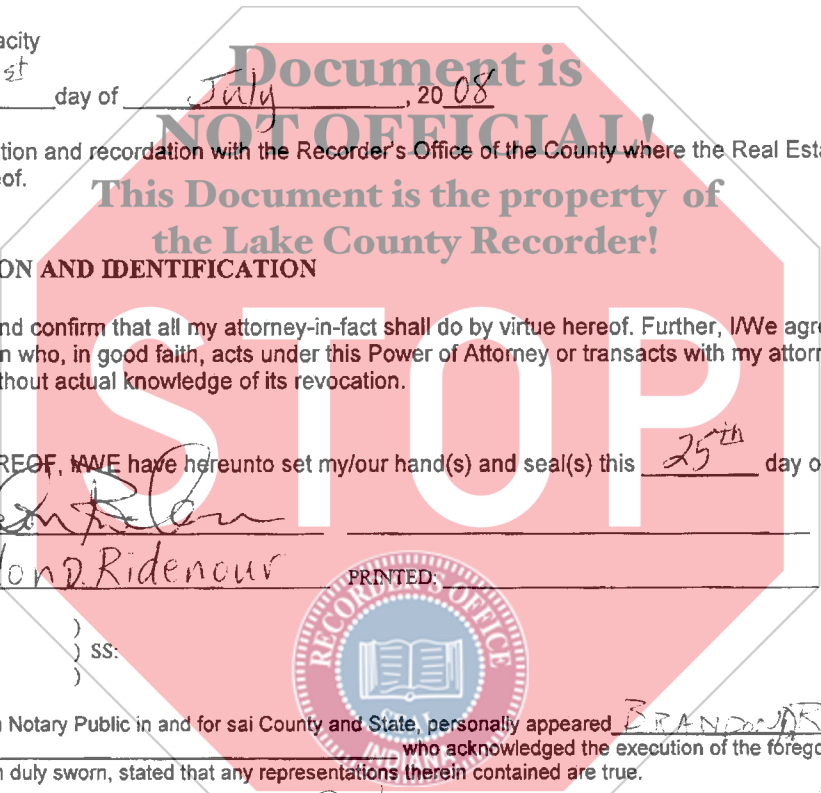 acity
st day of July, 20 08
Document is
NOT OFFICIAL!
tion and recordation with the Recorder's Office of the County where the Real Esta
eof.
This Document is the property of
the Lake County Recorder!
ON AND IDENTIFICATION
nd confirm that all my attorney-in-fact shall do by virtue hereof. Further, I/We agre
n who, in good faith, acts under this Power of Attorney or transacts with my attorn
thout actual knowledge of its revocation.
STOP
REOF, I/WE have hereunto set my/our hand(s) and seal(s) this 25th day o
lon D. Ridenour PRINTED:
RECORDER'S OFFICE
SEAL
INDIANA
)
) SS:
)
n Notary Public in and for sai County and State, personally appeared BRANDON D R
who acknowledged the execution of the forego
n duly sworn, stated that any representations therein contained are true.